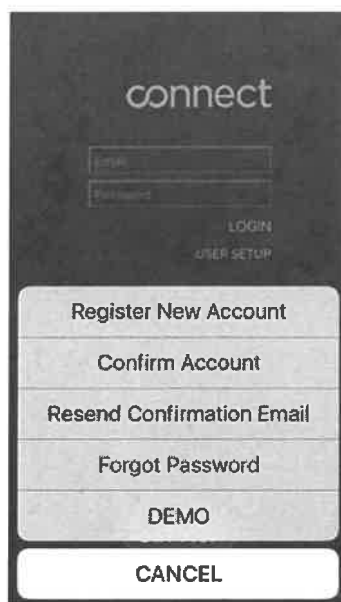 connect
Email
Password
LOGIN
USER SETUP
Register New Account
Confirm Account
Resend Confirmation Email
Forgot Password
DEMO
CANCEL